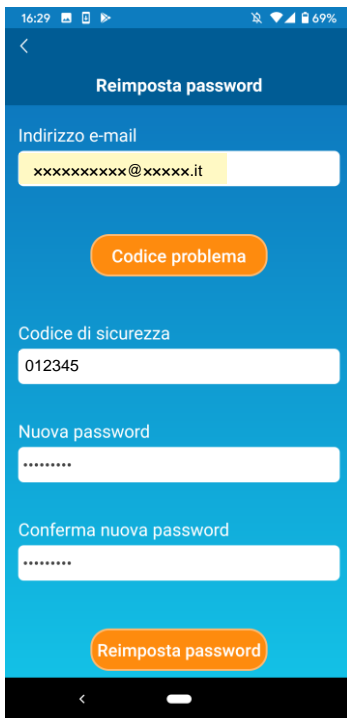 16:29 69%
Reimposta password
Indirizzo e-mail
xxxxxxxxxx@xxxxx.it
Codice problema
Codice di sicurezza
012345
Nuova password
•••••••••
Conferma nuova password
•••••••••
Reimposta password